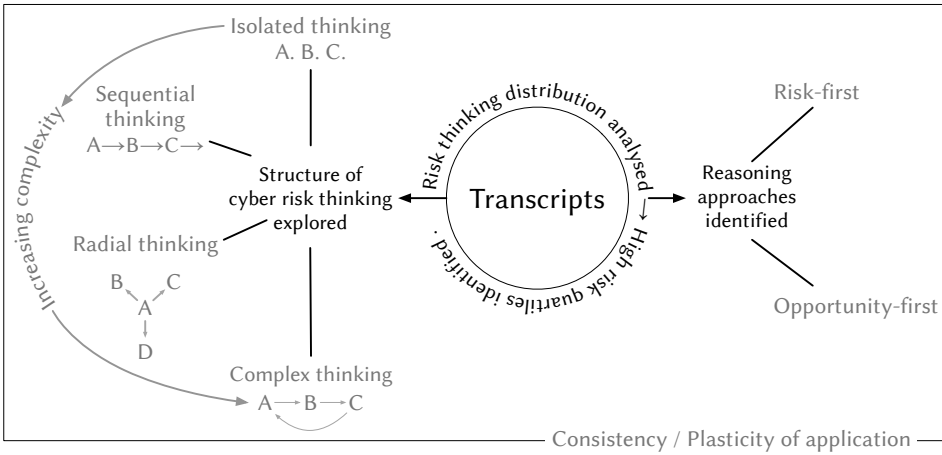 Isolated thinking
A. B. C.
Increasing complexity
Sequential
thinking
A→B→C→
Structure of
cyber risk thinking
explored
Radial thinking
B C
A
D
Complex thinking
A → B → C
Risk thinking distribution analysed → High risk quartiles identified .
Transcripts
Reasoning
approaches
identified
Risk-first
Opportunity-first
Consistency / Plasticity of application